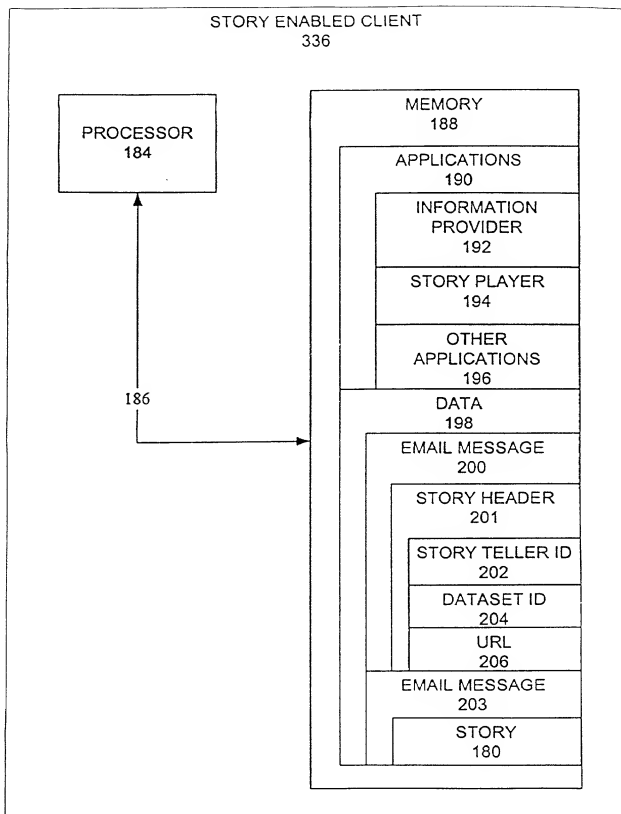 STORY ENABLED CLIENT
336
PROCESSOR
184
MEMORY
188
APPLICATIONS
190
INFORMATION
PROVIDER
192
STORY PLAYER
194
OTHER
APPLICATIONS
196
186
DATA
198
EMAIL MESSAGE
200
STORY HEADER
201
STORY TELLER ID
202
DATASET ID
204
URL
206
EMAIL MESSAGE
203
STORY
180